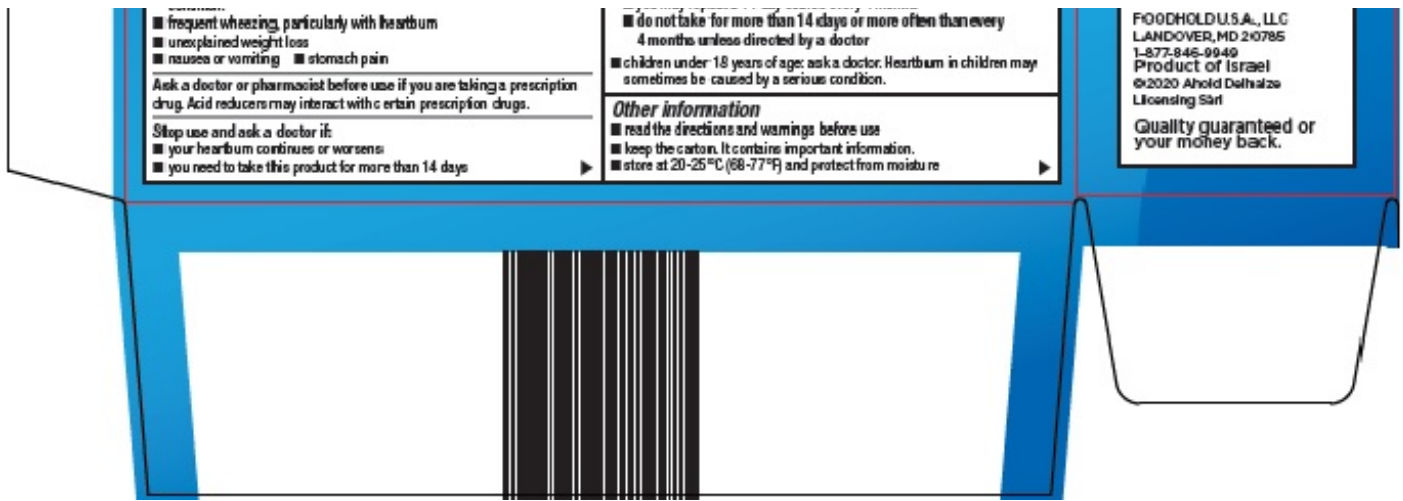 condition.
■ frequent wheezing, particularly with heartburn
■ unexplained weight loss
■ nausea or vomiting ■ stomach pain
Ask a doctor or pharmacist before use if you are taking a prescription
drug. Acid reducers may interact with certain prescription drugs.
Stop use and ask a doctor if:
■ your heartburn continues or worsens
■ you need to take this product for more than 14 days
■ do not take for more than 14 days or more often than every
4 months unless directed by a doctor
■ children under 18 years of age: ask a doctor. Heartburn in children may
sometimes be caused by a serious condition.
Other information
■ read the directions and warnings before use
■ keep the carton. It contains important information.
■ store at 20-25°C (68-77°F) and protect from moisture
FOODHOLD U.S.A., LLC
LANDOVER, MD 20785
1-877-846-9949
Product of Israel
©2020 Ahold Delhaize
Licensing Sàrl
Quality guaranteed or
your money back.